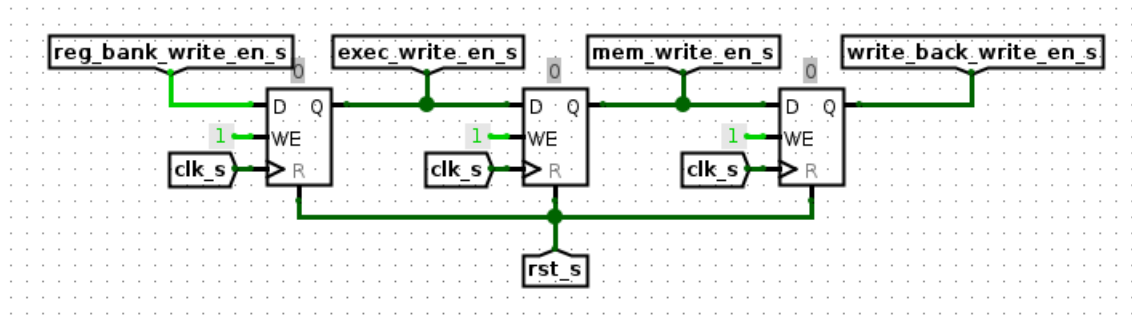 reg_bank_write_en_s exec_write_en_s mem_write_en_s write_back_write_en_s
0 0 0
D Q D Q D Q
1 WE 1 WE 1 WE
clk_s R clk_s R clk_s R
rst_s